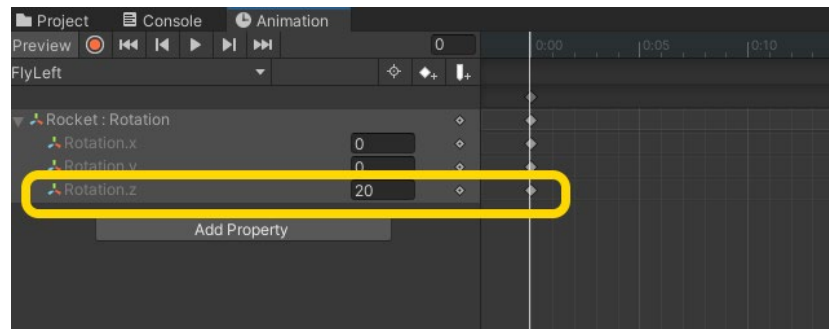 Project Console Animation
Preview 0 0:00 0:05 0:10
FlyLeft
Rocket : Rotation
Rotation.x 0
Rotation.y 0
Rotation.z 20
Add Property